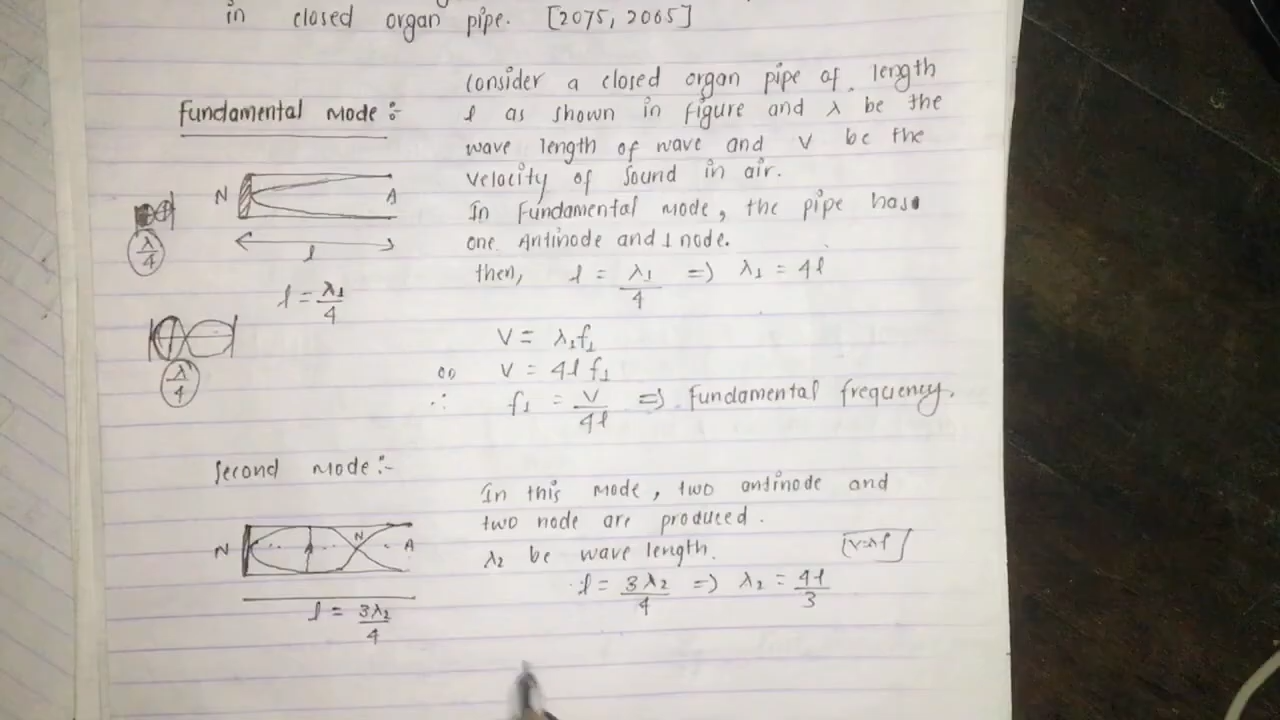 in closed organ pipe. [2075, 2065]
Consider a closed organ pipe of length
Fundamental Mode :-
l as shown in figure and λ be the
wave length of wave and v be the
velocity of sound in air.
N A
In Fundamental mode, the pipe has
one Antinode and 1 node.
λ/4
l
then, l = λ1/4 => λ1 = 4l
l = λ1/4
v = λ1f1
or v = 4l f1
λ/4
∴ f1 = v/4l => Fundamental frequency.
Second mode :-
In this mode, two antinode and
two node are produced.
N A N A
λ2 be wave length. [v=λf]
l = 3λ2/4 => λ2 = 4l/3
l = 3λ2/4